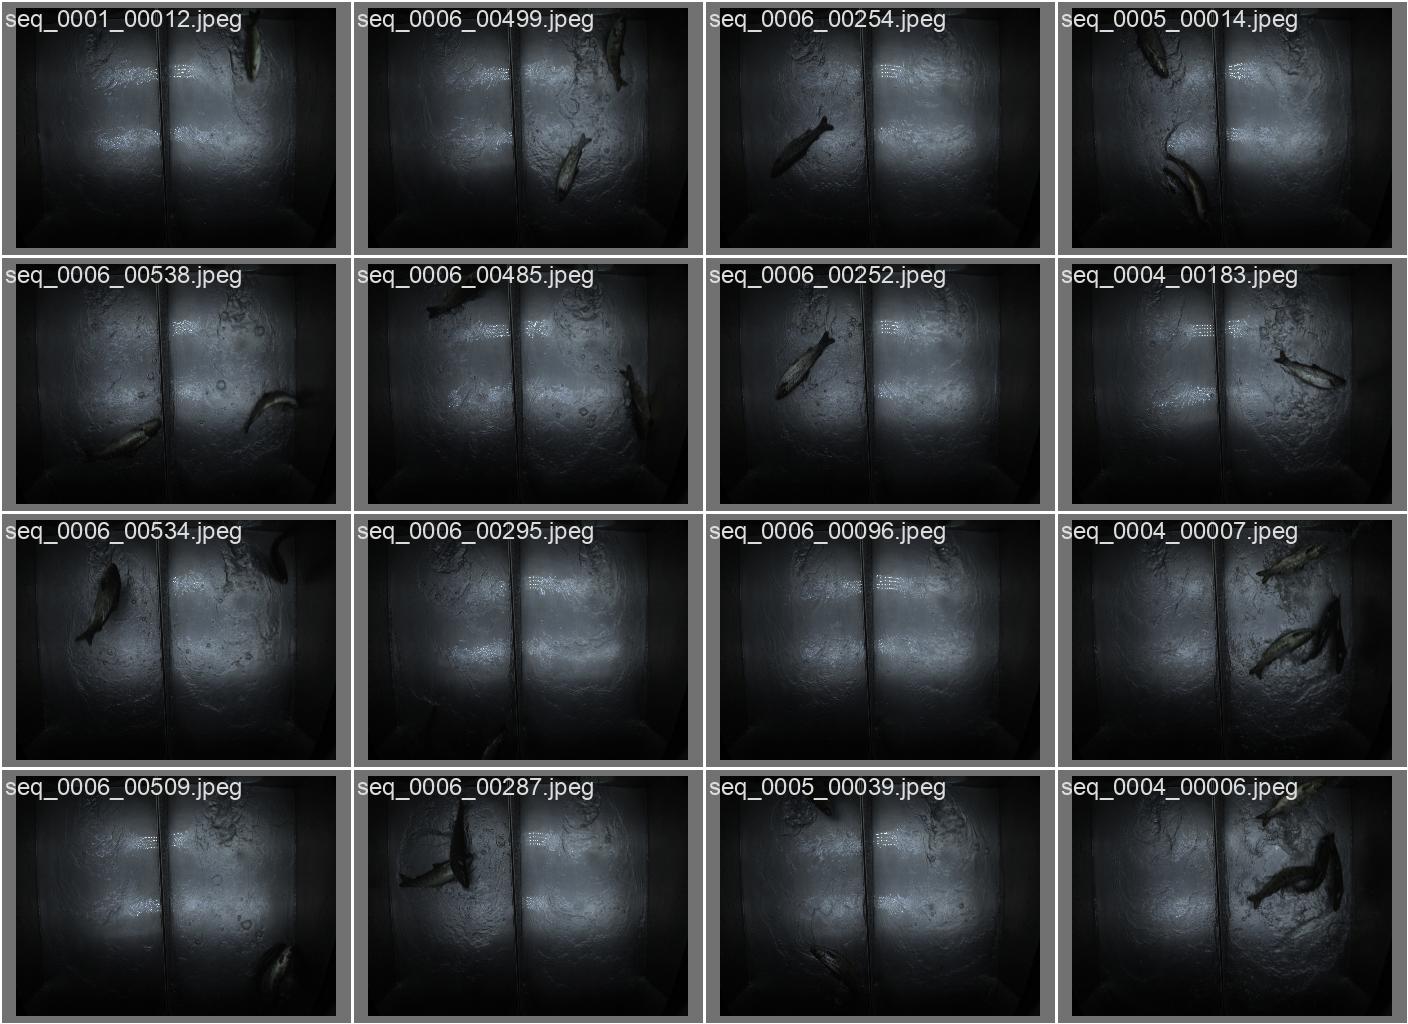 seq_0001_00012.jpeg
seq_0006_00499.jpeg
seq_0006_00254.jpeg
seq_0005_00014.jpeg
seq_0006_00538.jpeg
seq_0006_00485.jpeg
seq_0006_00252.jpeg
seq_0004_00183.jpeg
seq_0006_00534.jpeg
seq_0006_00295.jpeg
seq_0006_00096.jpeg
seq_0004_00007.jpeg
seq_0006_00509.jpeg
seq_0006_00287.jpeg
seq_0005_00039.jpeg
seq_0004_00006.jpeg